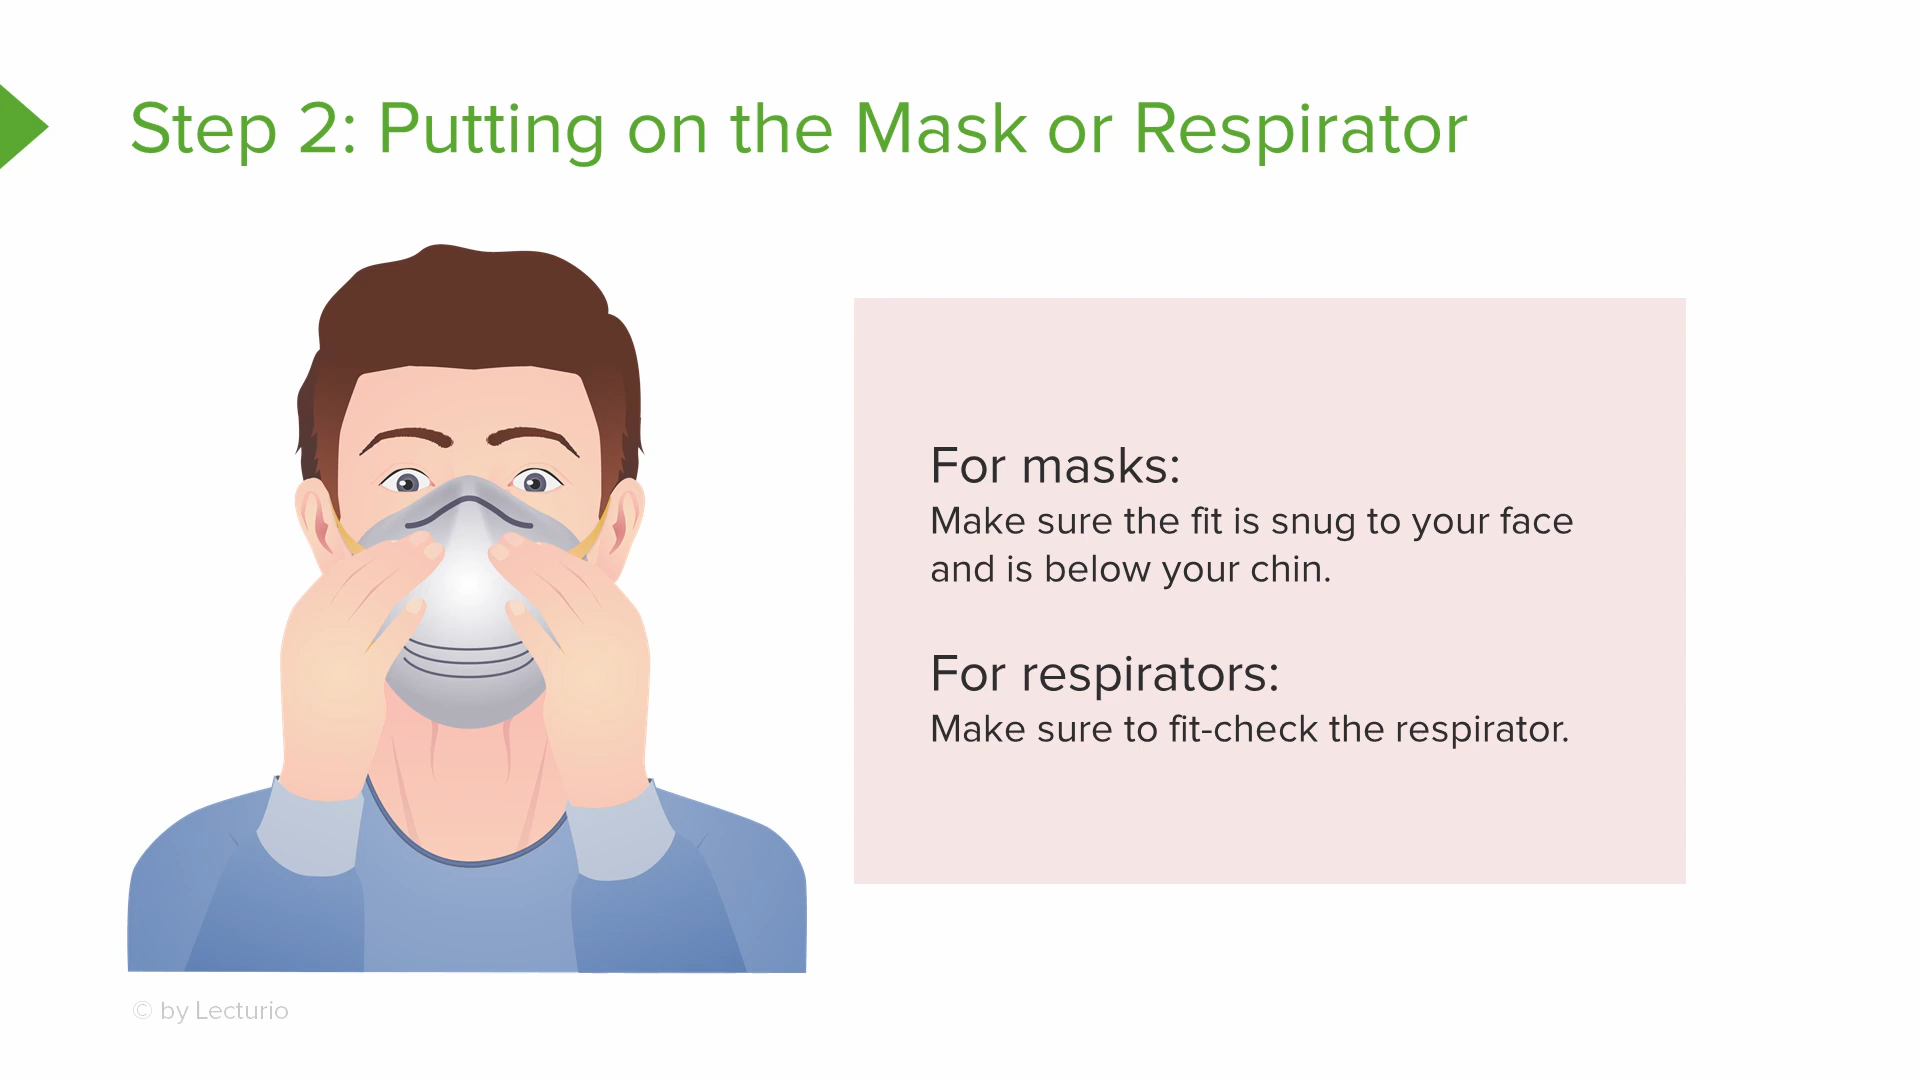 Step 2: Putting on the Mask or Respirator
For masks:
Make sure the fit is snug to your face
and is below your chin.
For respirators:
Make sure to fit-check the respirator.
© by Lecturio